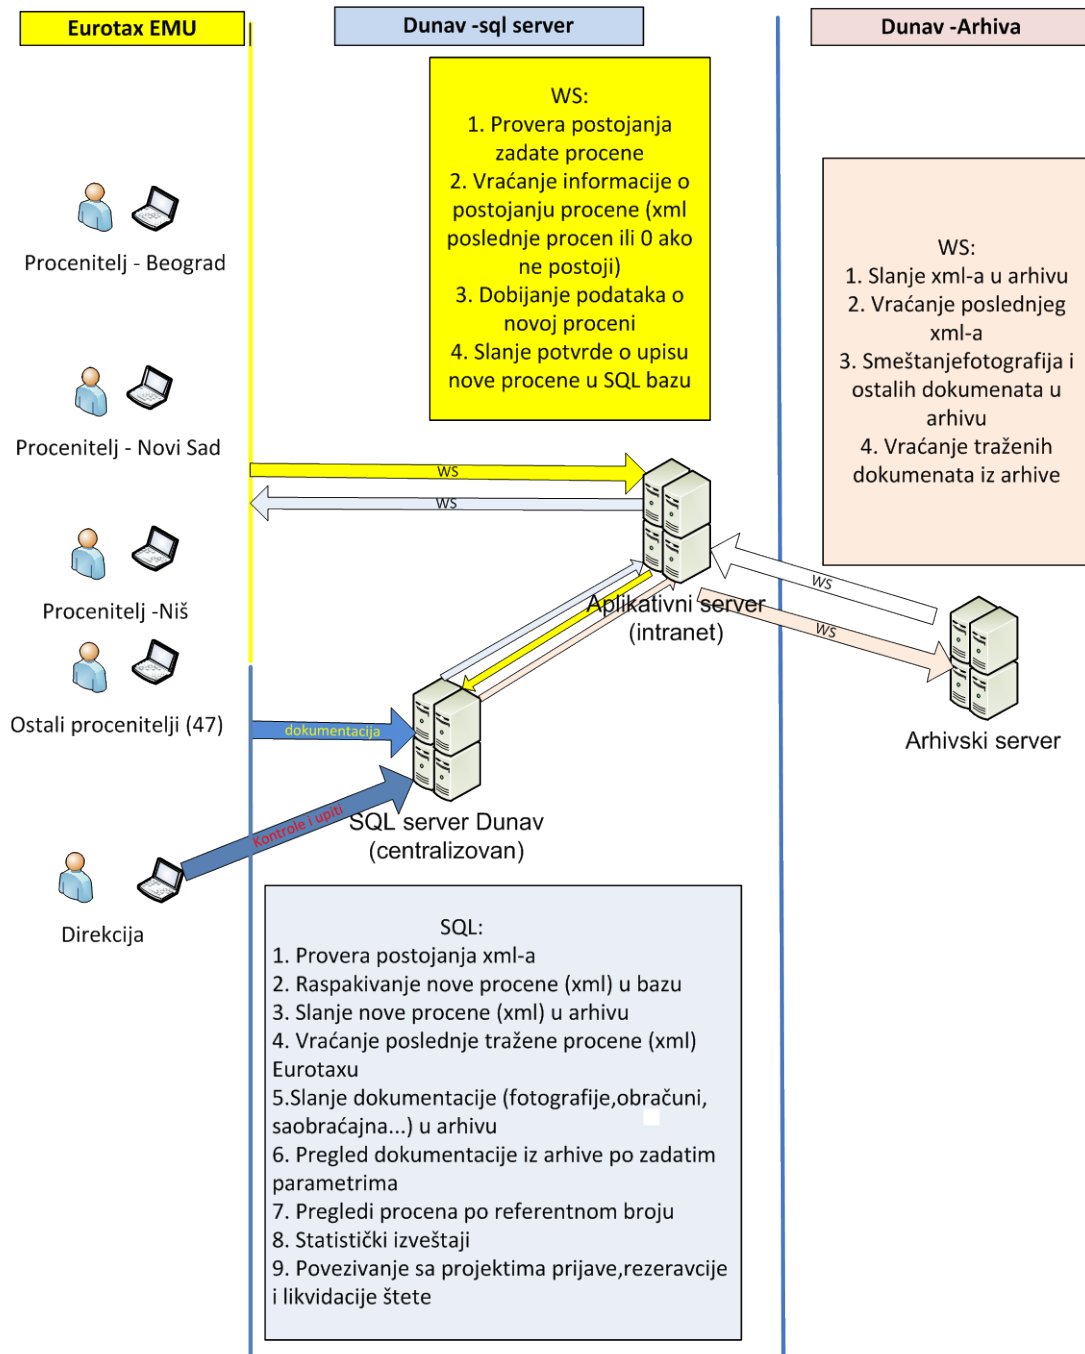 Eurotax EMU
Dunav -sql server
Dunav -Arhiva
WS:
1. Provera postojanja
zadate procene
2. Vraćanje informacije o
postojanju procene (xml
poslednje procen ili 0 ako
ne postoji)
3. Dobijanje podataka o
novoj proceni
4. Slanje potvrde o upisu
nove procene u SQL bazu
WS:
1. Slanje xml-a u arhivu
2. Vraćanje poslednjeg
xml-a
3. Smeštanjefotografija i
ostalih dokumenata u
arhivu
4. Vraćanje traženih
dokumenata iz arhive
Procenitelj - Beograd
Procenitelj - Novi Sad
Procenitelj -Niš
Ostali procenitelji (47)
Direkcija
WS
WS
WS
WS
Aplikativni server
(intranet)
Arhivski server
dokumentacija
Kontrole i upiti
SQL server Dunav
(centralizovan)
SQL:
1. Provera postojanja xml-a
2. Raspakivanje nove procene (xml) u bazu
3. Slanje nove procene (xml) u arhivu
4. Vraćanje poslednje tražene procene (xml)
Eurotaxu
5.Slanje dokumentacije (fotografije,obračuni,
saobraćajna...) u arhivu
6. Pregled dokumentacije iz arhive po zadatim
parametrima
7. Pregledi procena po referentnom broju
8. Statistički izveštaji
9. Povezivanje sa projektima prijave,rezeravcije
i likvidacije štete